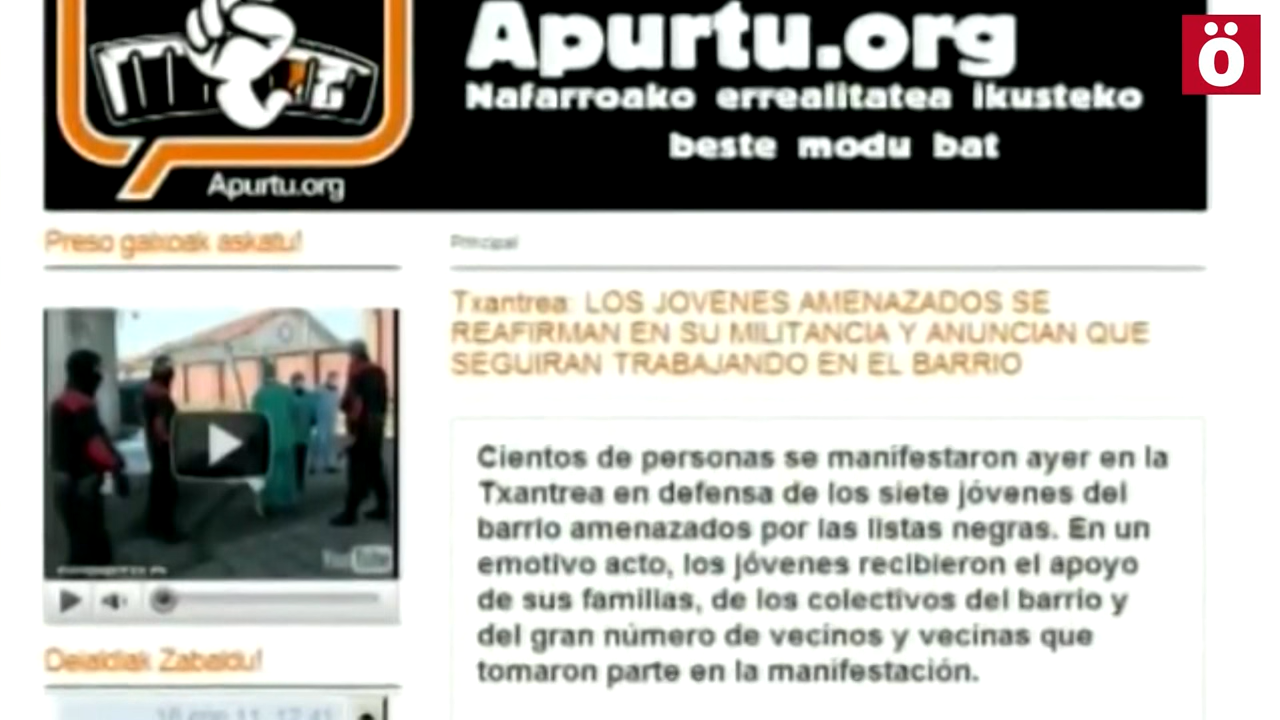 Apurtu.org
Nafarroako errealitatea ikusteko
beste modu bat
Apurtu.org
ö
Preso gaixoak askatu!
Principal
Txantrea: LOS JOVENES AMENAZADOS SE
REAFIRMAN EN SU MILITANCIA Y ANUNCIAN QUE
SEGUIRAN TRABAJANDO EN EL BARRIO
YouTube
Cientos de personas se manifestaron ayer en la
Txantrea en defensa de los siete jóvenes del
barrio amenazados por las listas negras. En un
emotivo acto, los jóvenes recibieron el apoyo
de sus familias, de los colectivos del barrio y
del gran número de vecinos y vecinas que
tomaron parte en la manifestación.
Deialdiak Zabaldu!